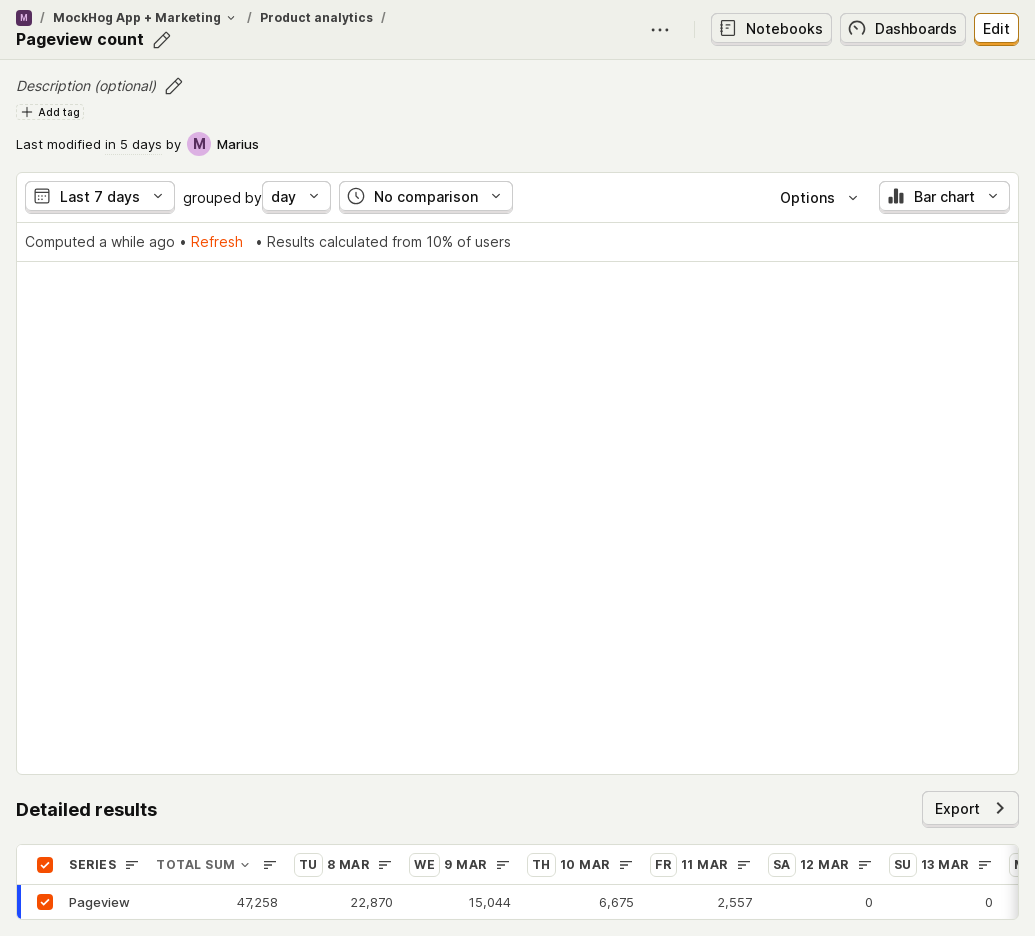 M / MockHog App + Marketing / Product analytics /
Pageview count
Notebooks
Dashboards
Edit
Description (optional)
Add tag
Last modified in 5 days by M Marius
Last 7 days grouped by day No comparison Options Bar chart
Computed a while ago • Refresh • Results calculated from 10% of users
Detailed results
Export
SERIES TOTAL SUM TU 8 MAR WE 9 MAR TH 10 MAR FR 11 MAR SA 12 MAR SU 13 MAR
Pageview 47,258 22,870 15,044 6,675 2,557 0 0